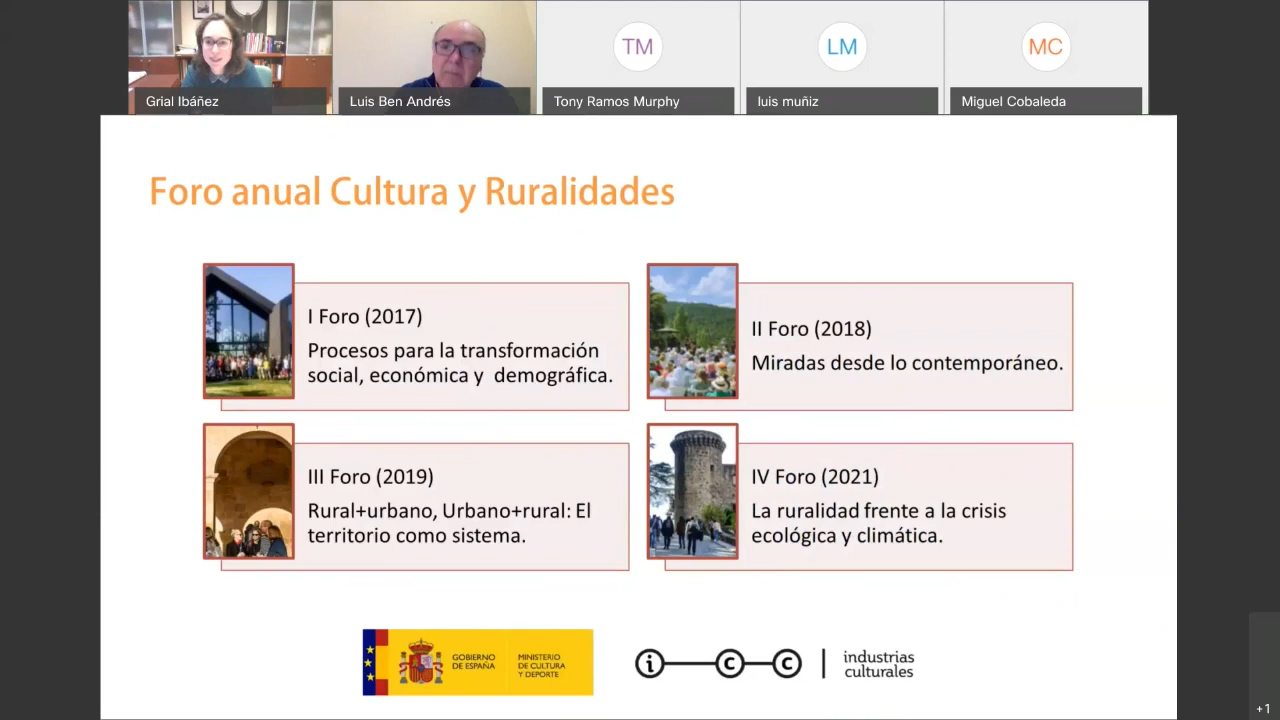 TM
LM
MC
Grial Ibáñez
Luis Ben Andrés
Tony Ramos Murphy
luis muñiz
Miguel Cobaleda
Foro anual Cultura y Ruralidades
I Foro (2017)
Procesos para la transformación
social, económica y demográfica.
II Foro (2018)
Miradas desde lo contemporáneo.
III Foro (2019)
Rural+urbano, Urbano+rural: El
territorio como sistema.
IV Foro (2021)
La ruralidad frente a la crisis
ecológica y climática.
GOBIERNO
DE ESPAÑA
MINISTERIO
DE CULTURA
Y DEPORTE
i c c
industrias
culturales
+1